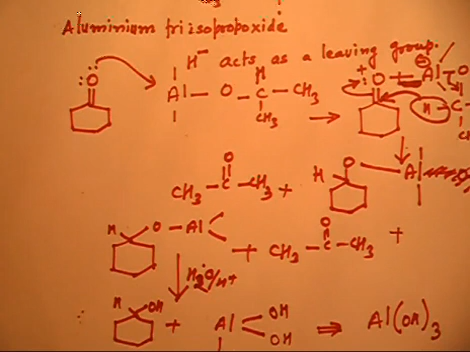 Aluminium triisopropoxide
H⁻ acts as a leaving group.
:Ö
Al — O — C — CH₃
H
CH₃
+ :O — Al O
H C
CH₃ — C — CH₃ +
O
H O — Al
H O — Al + CH₃ — C — CH₃ +
O
H₂O/H⁺
H OH + Al OH OH ⇒ Al(OH)₃